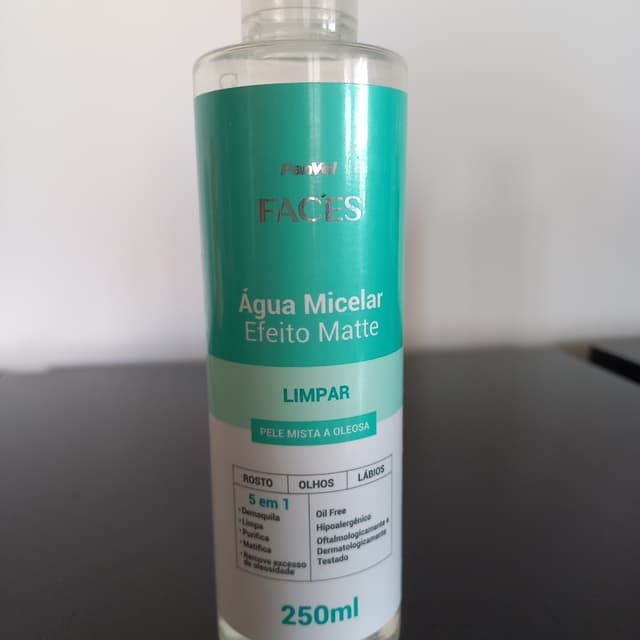 PanVel
FACES
Água Micelar
Efeito Matte
LIMPAR
PELE MISTA A OLEOSA
ROSTO OLHOS LÁBIOS
5 em 1
• Demaquila
• Limpa
• Purifica
• Matifica
• Remove excesso
de oleosidade
Oil Free
Hipoalergênico
Oftalmologicamente e
Dermatologicamente
Testado
250ml